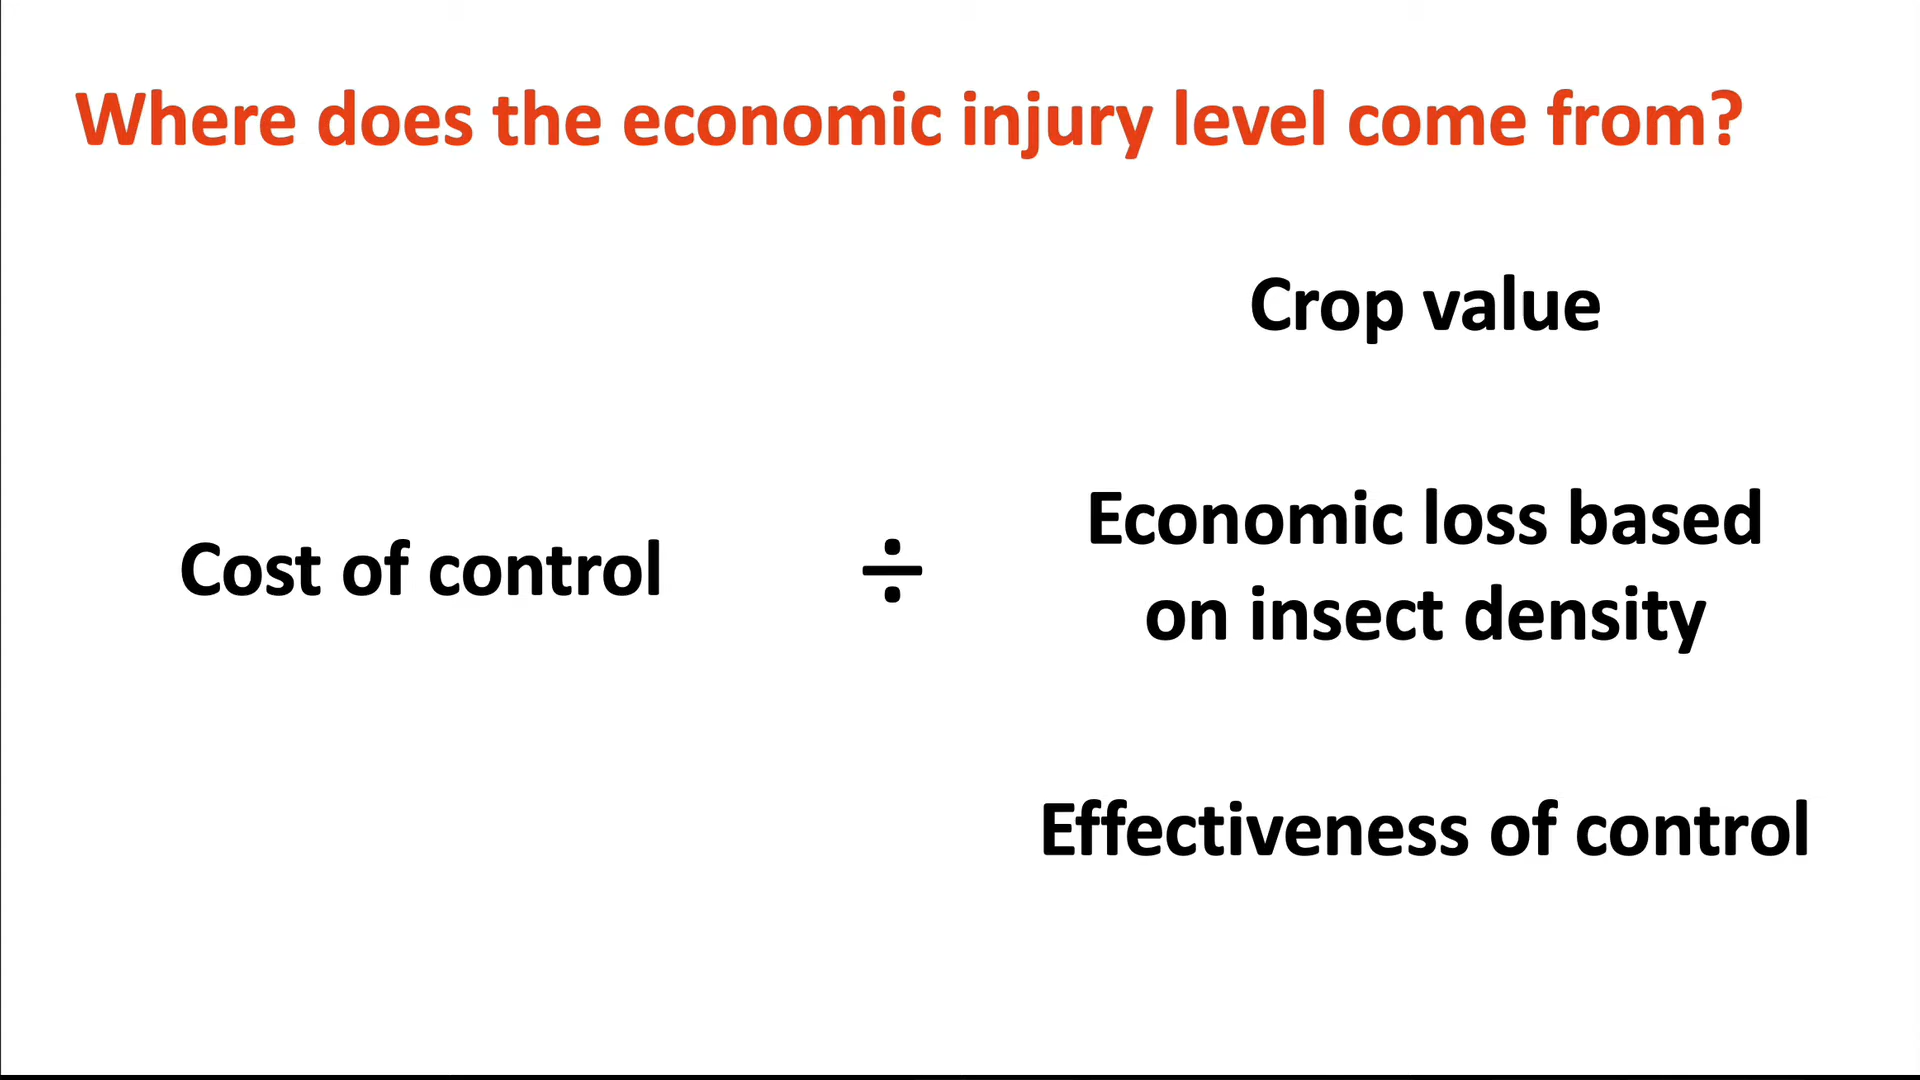 Where does the economic injury level come from?
Crop value
Cost of control
÷
Economic loss based
on insect density
Effectiveness of control